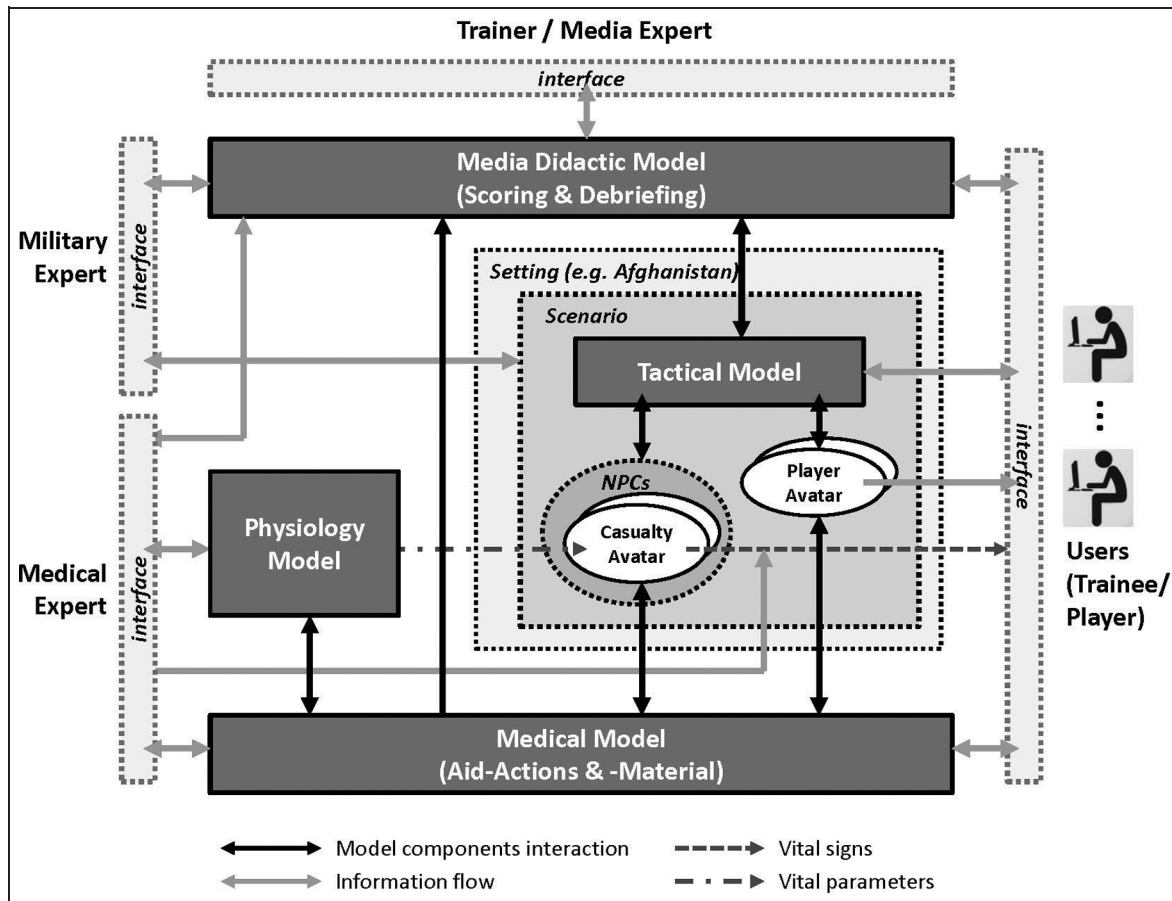 Trainer / Media Expert
interface
Media Didactic Model
(Scoring & Debriefing)
Military
Expert
interface
Setting (e.g. Afghanistan)
Scenario
Tactical Model
NPCs
Casualty
Avatar
Player
Avatar
interface
...
Users
(Trainee/
Player)
Physiology
Model
Medical
Expert
interface
Medical Model
(Aid-Actions & -Material)
Model components interaction
Vital signs
Information flow
Vital parameters